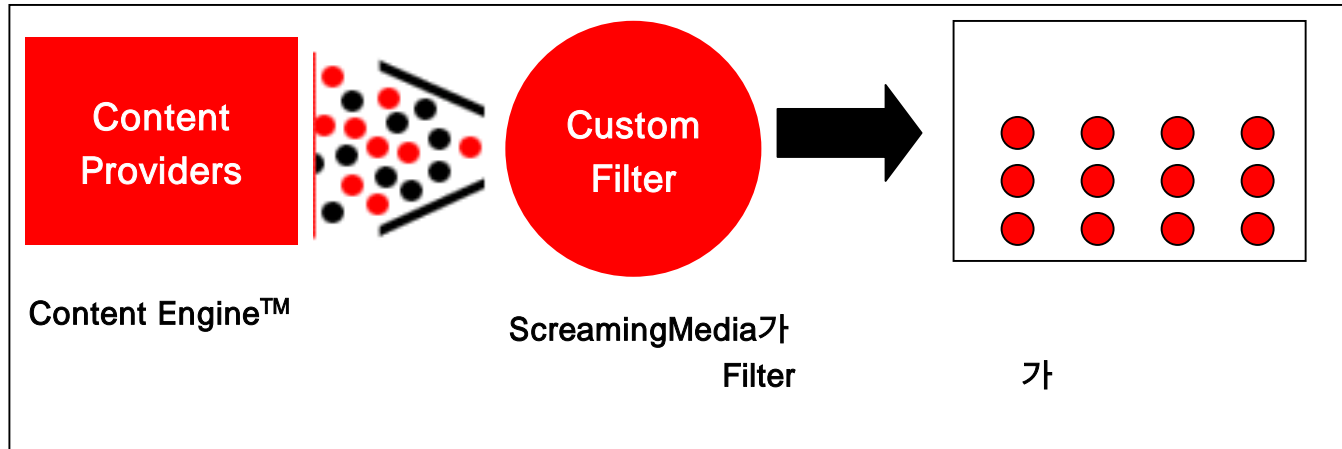 Content
Providers
Custom
Filter
Content Engine™
ScreamingMedia가
Filter 가